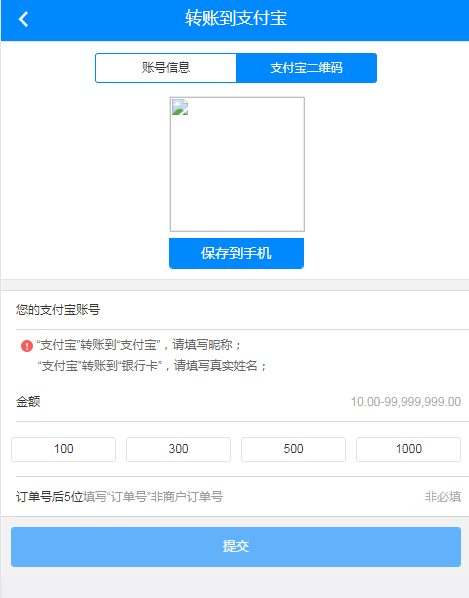 转账到支付宝
账号信息 支付宝二维码
保存到手机
您的支付宝账号
“支付宝”转账到“支付宝”，请填写昵称；
“支付宝”转账到“银行卡”，请填写真实姓名；
金额 10.00-99,999,999.00
100 300 500 1000
订单号后5位填写“订单号”非商户订单号 非必填
提交